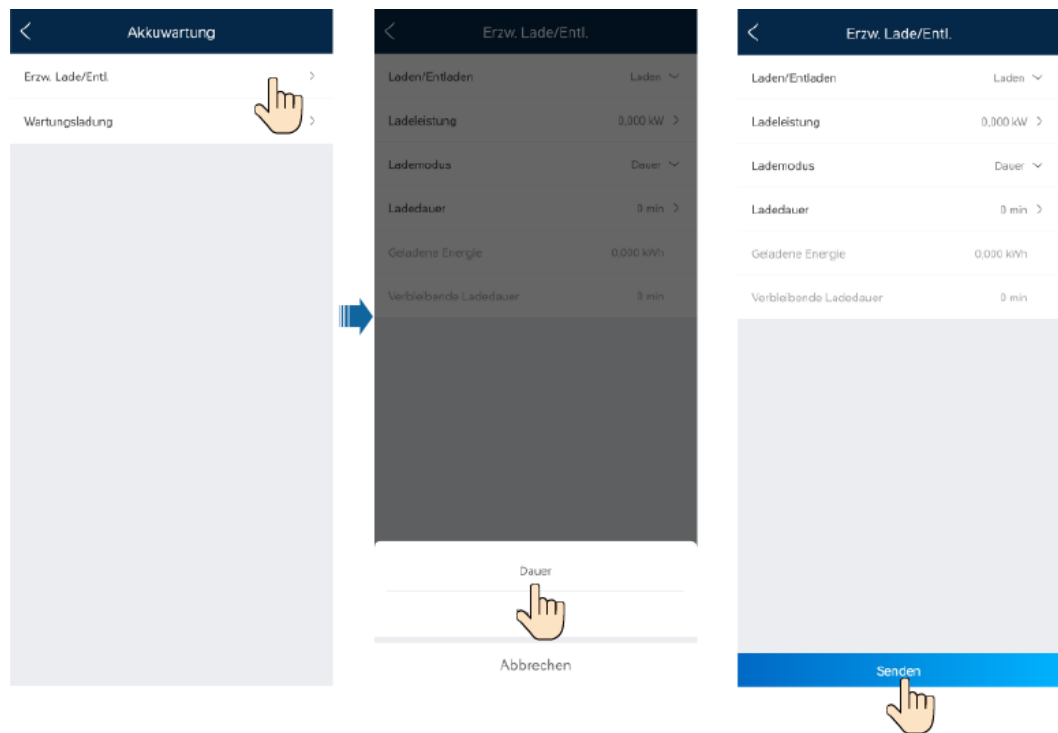 Akkuwartung
Erzw. Lade/Entl.
Wartungsladung
Erzw. Lade/Entl.
Laden/Entladen Laden
Ladeleistung 0,000 kW
Lademodus Dauer
Ladedauer 0 min
Geladene Energie 0,000 kWh
Verbleibende Ladedauer 0 min
Dauer
Abbrechen
Erzw. Lade/Entl.
Laden/Entladen Laden
Ladeleistung 0,000 kW
Lademodus Dauer
Ladedauer 0 min
Geladene Energie 0,000 kWh
Verbleibende Ladedauer 0 min
Senden